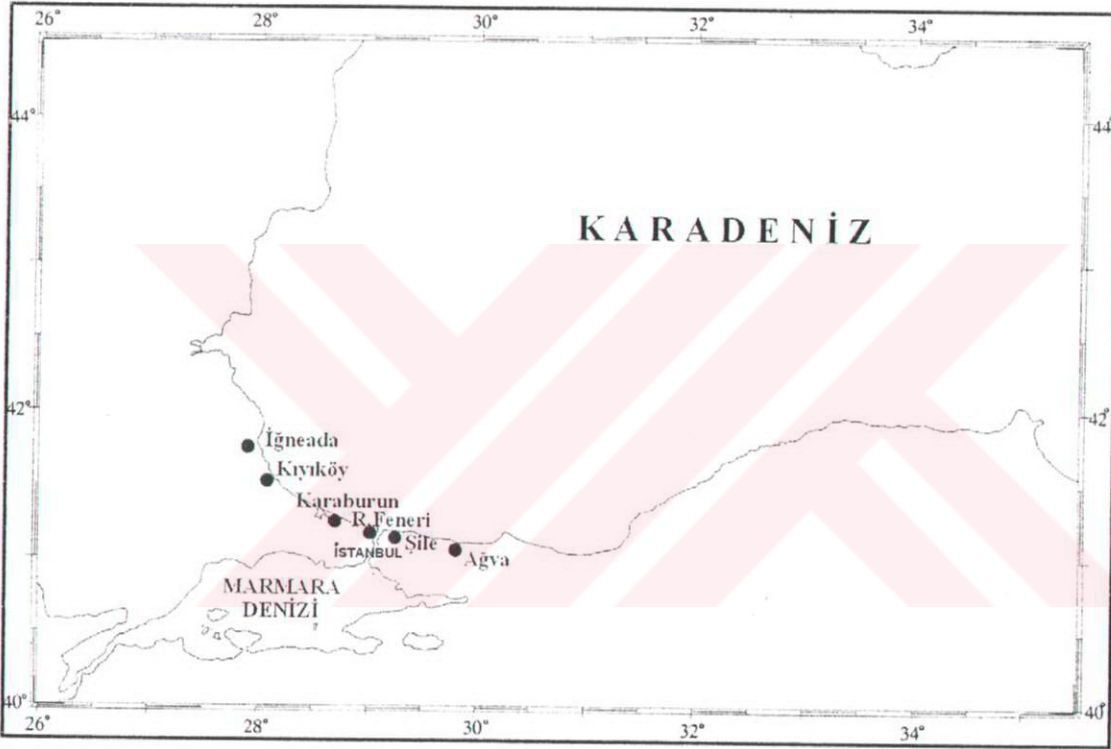 26° 28° 30° 32° 34°
44° 44°
KARADENİZ
42° 42°
İğneada
Kıyıköy
Karaburun
R.Feneri
İSTANBUL Şile
Ağva
MARMARA
DENİZİ
40° 40°
26° 28° 30° 32° 34°